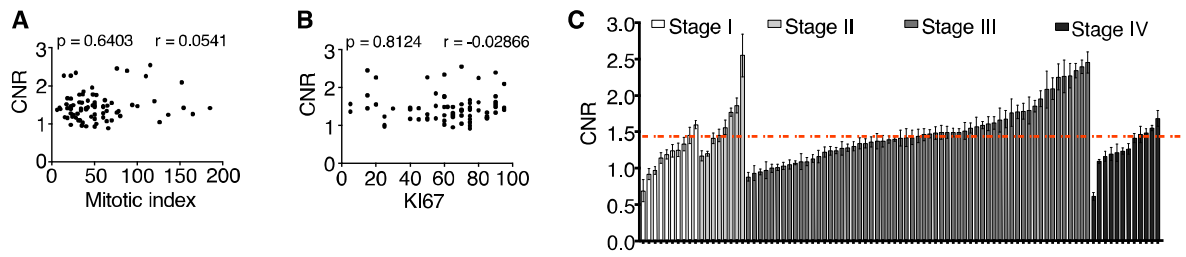 A
p = 0.6403 r = 0.0541
CNR
3
2
1
0
0 50 100 150 200
Mitotic index
B
p = 0.8124 r = -0.02866
CNR
3
2
1
0
0 20 40 60 80 100
KI67
C
Stage I Stage II Stage III Stage IV
CNR
3.0
2.5
2.0
1.5
1.0
0.5
0.0